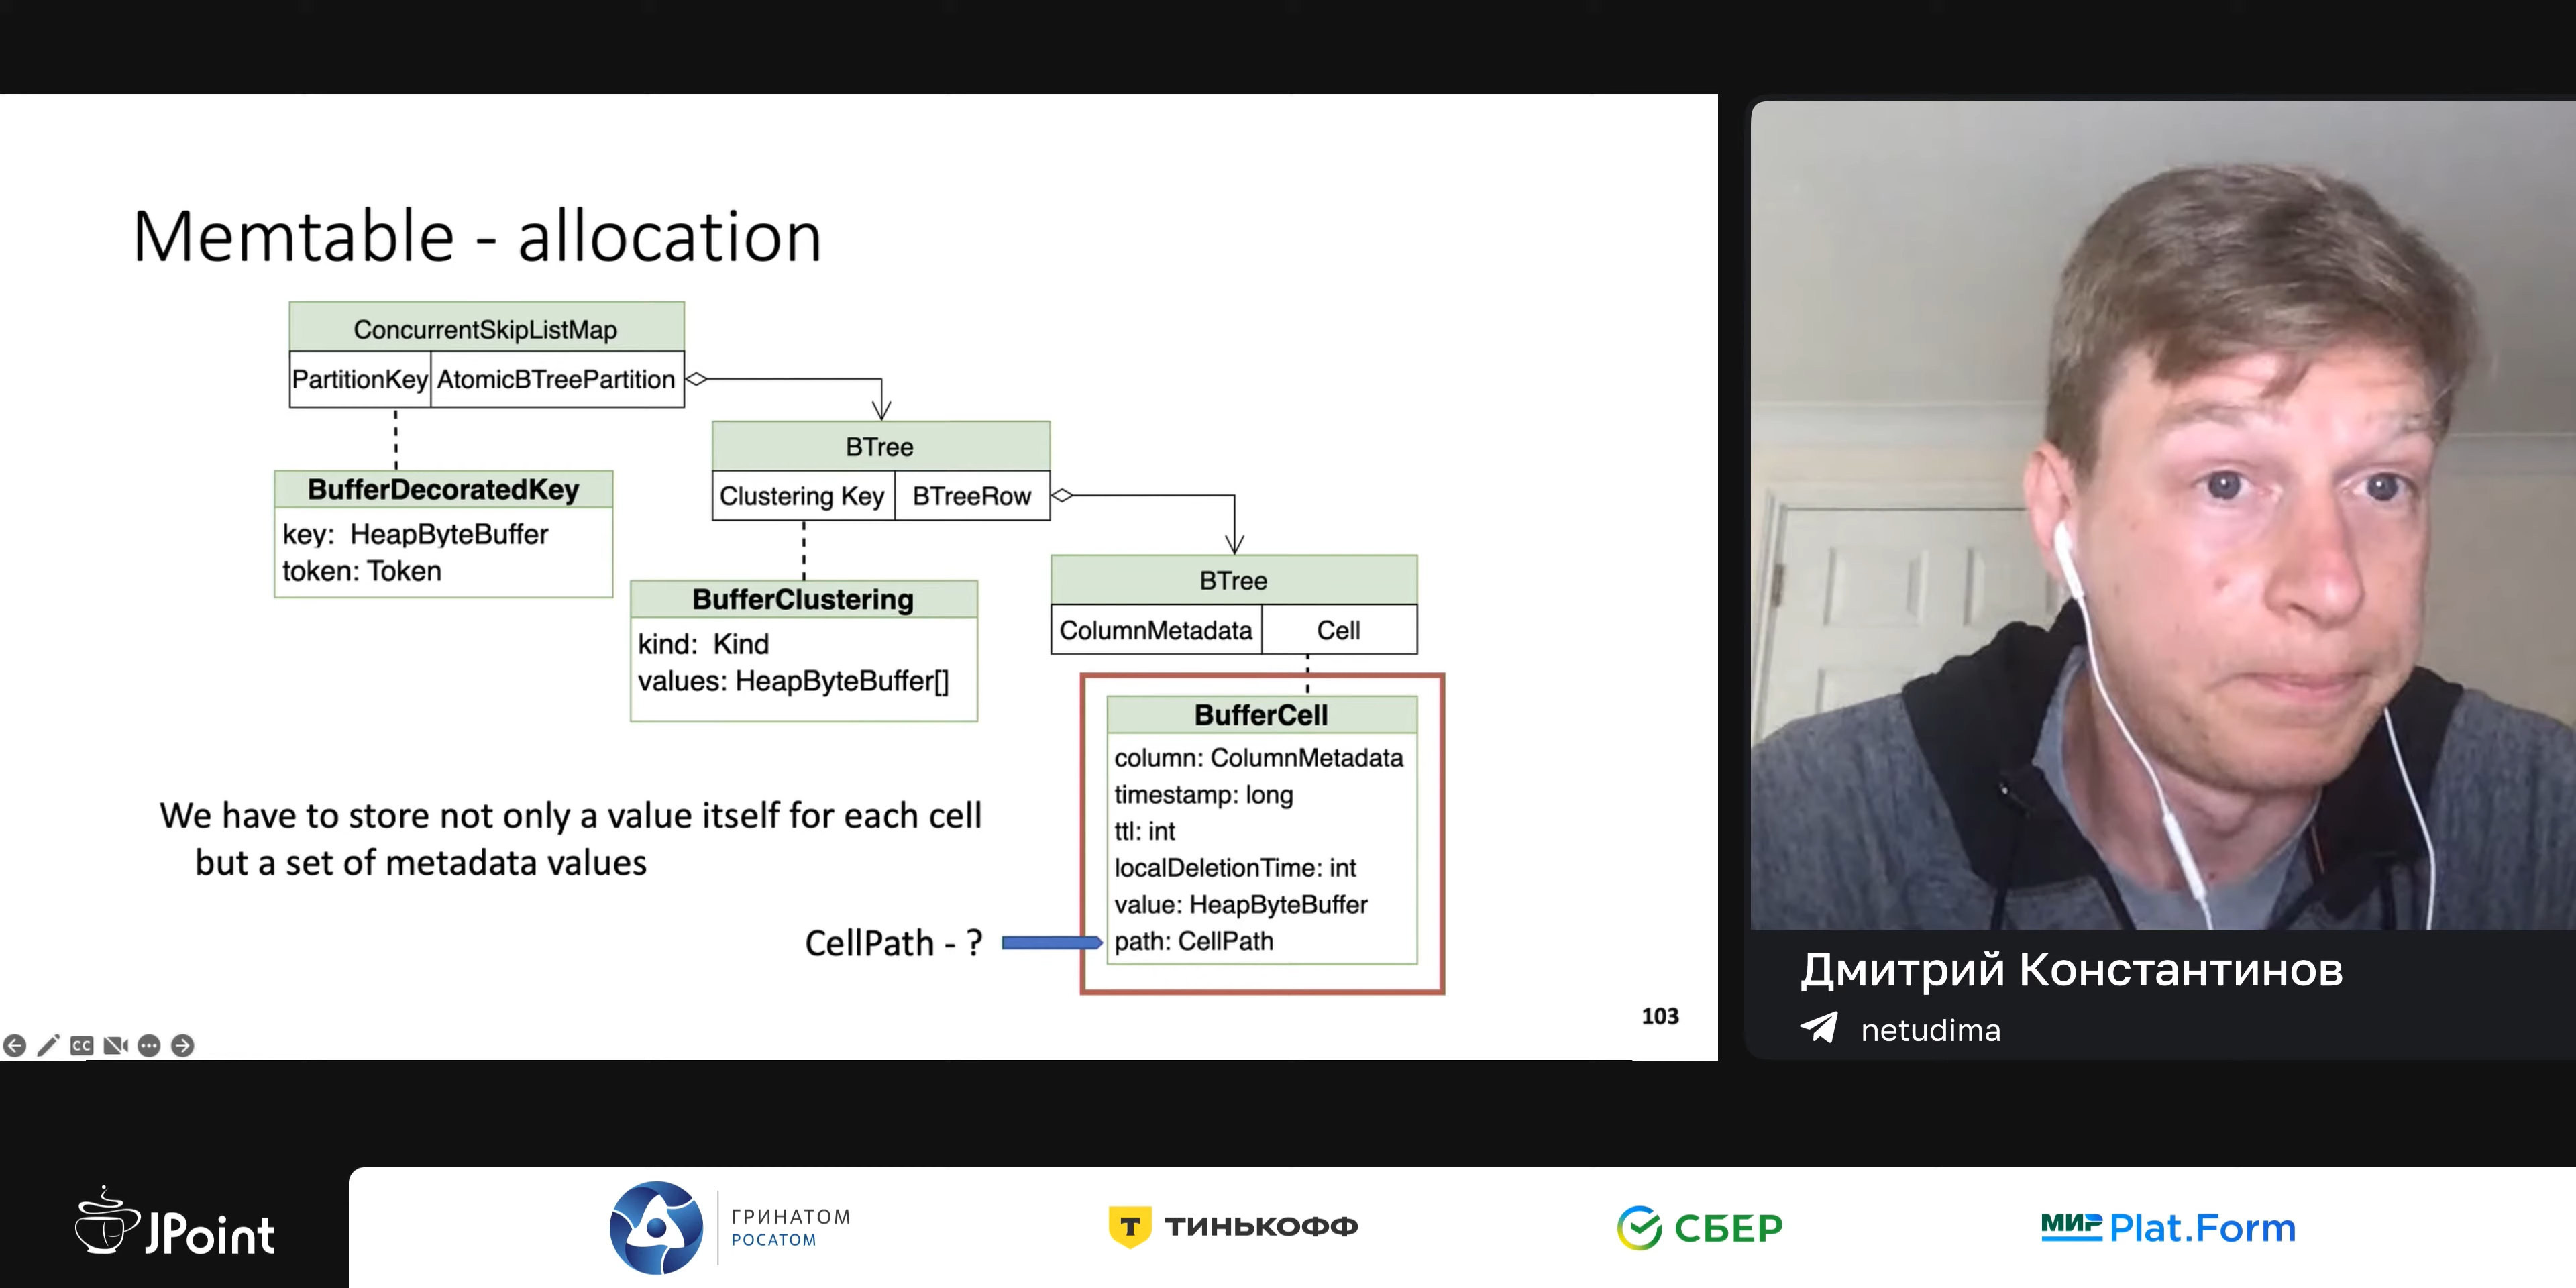 Memtable - allocation
ConcurrentSkipListMap
PartitionKey AtomicBTreePartition
BTree
Clustering Key BTreeRow
BufferDecoratedKey
key: HeapByteBuffer
token: Token
BTree
ColumnMetadata Cell
BufferClustering
kind: Kind
values: HeapByteBuffer[]
BufferCell
column: ColumnMetadata
timestamp: long
ttl: int
localDeletionTime: int
value: HeapByteBuffer
path: CellPath
We have to store not only a value itself for each cell
but a set of metadata values
CellPath - ?
103
CC
Дмитрий Константинов
netudima
JPoint
ГРИНАТОМ
РОСАТОМ
Т ТИНЬКОФФ
СБЕР
МИР Plat.Form